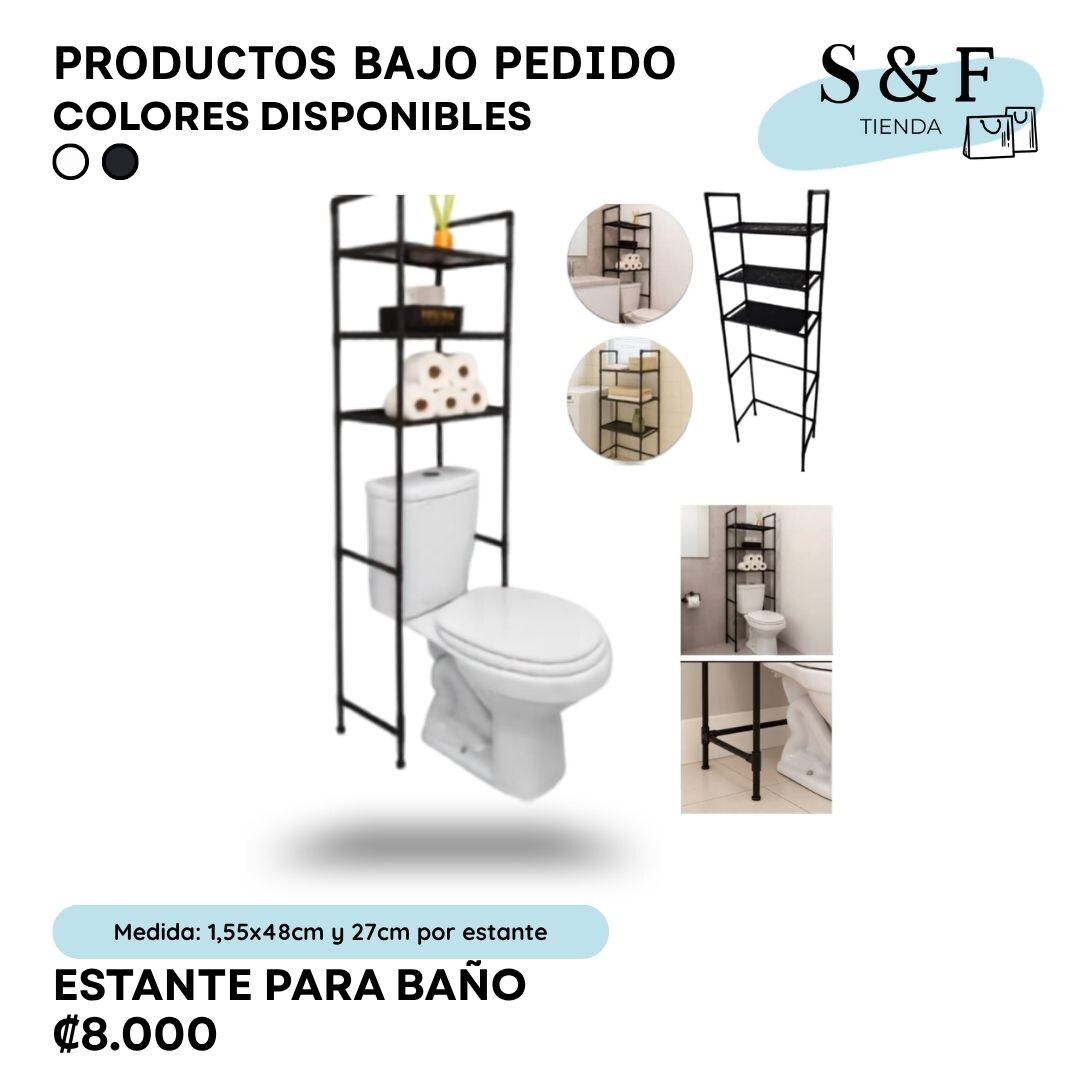 PRODUCTOS BAJO PEDIDO
COLORES DISPONIBLES
S & F
TIENDA
Medida: 1,55x48cm y 27cm por estante
ESTANTE PARA BAÑO
₡8.000